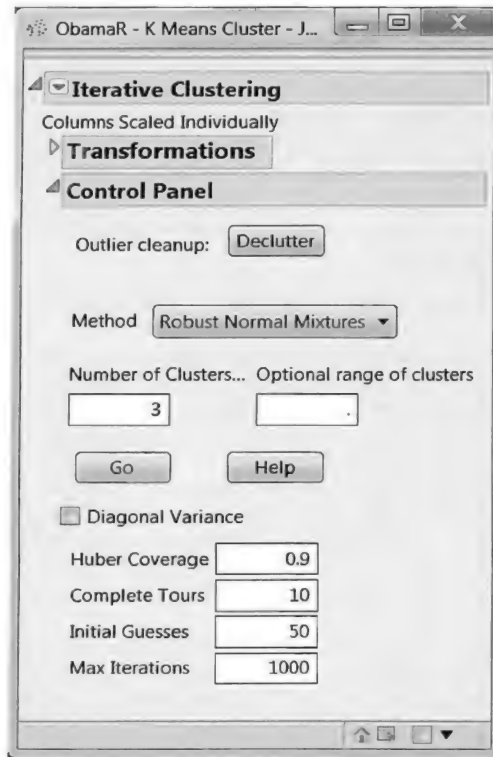 ObamaR - K Means Cluster - J...
Iterative Clustering
Columns Scaled Individually
Transformations
Control Panel
Outlier cleanup: Declutter
Method Robust Normal Mixtures
Number of Clusters... Optional range of clusters
3 .
Go Help
Diagonal Variance
Huber Coverage 0.9
Complete Tours 10
Initial Guesses 50
Max Iterations 1000